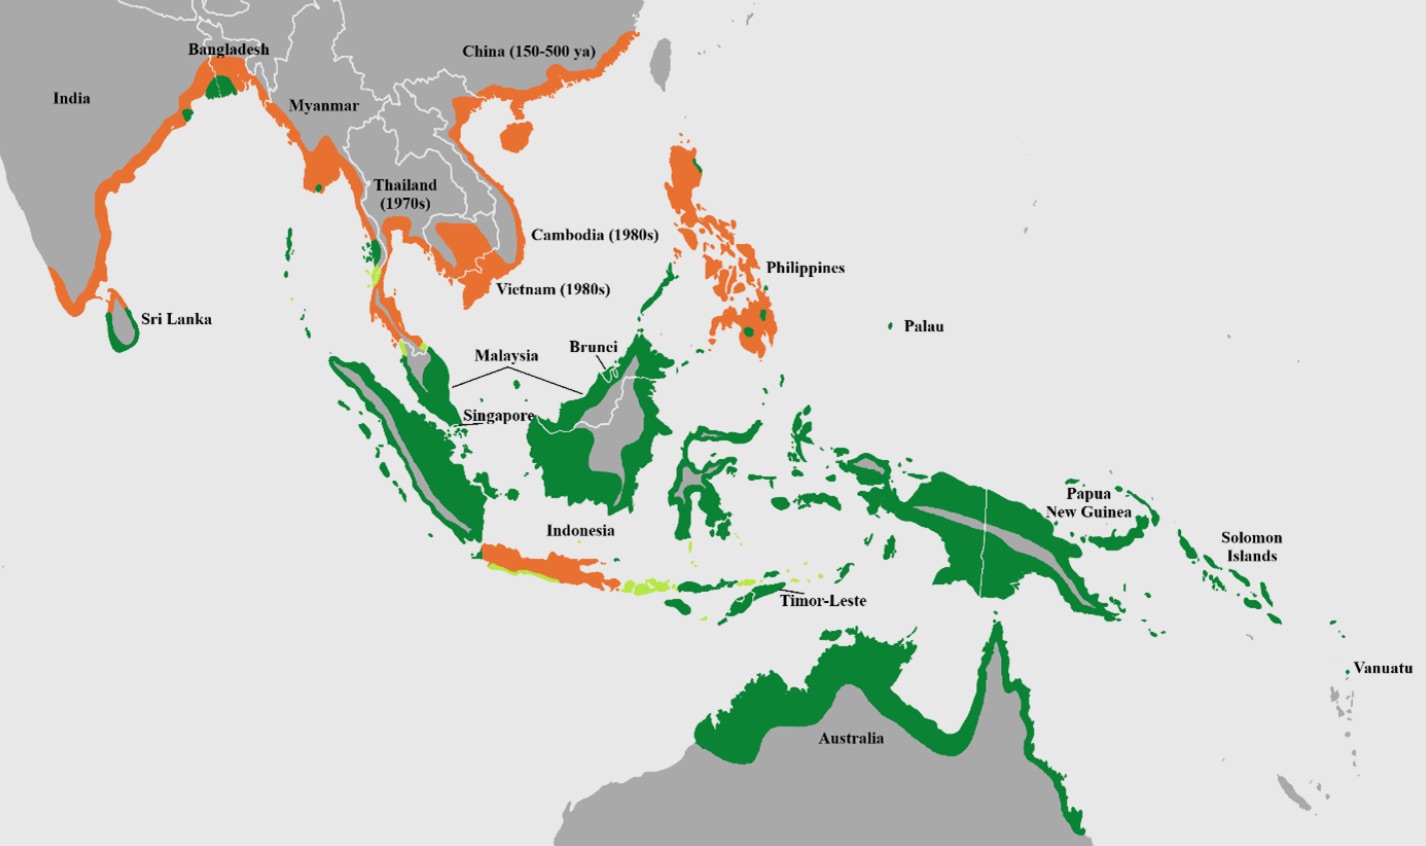 Bangladesh
China (150-500 ya)
India
Myanmar
Thailand
(1970s)
Cambodia (1980s)
Philippines
Vietnam (1980s)
Sri Lanka
Palau
Brunei
Malaysia
Singapore
Papua
New Guinea
Indonesia
Solomon
Islands
Timor-Leste
Vanuatu
Australia